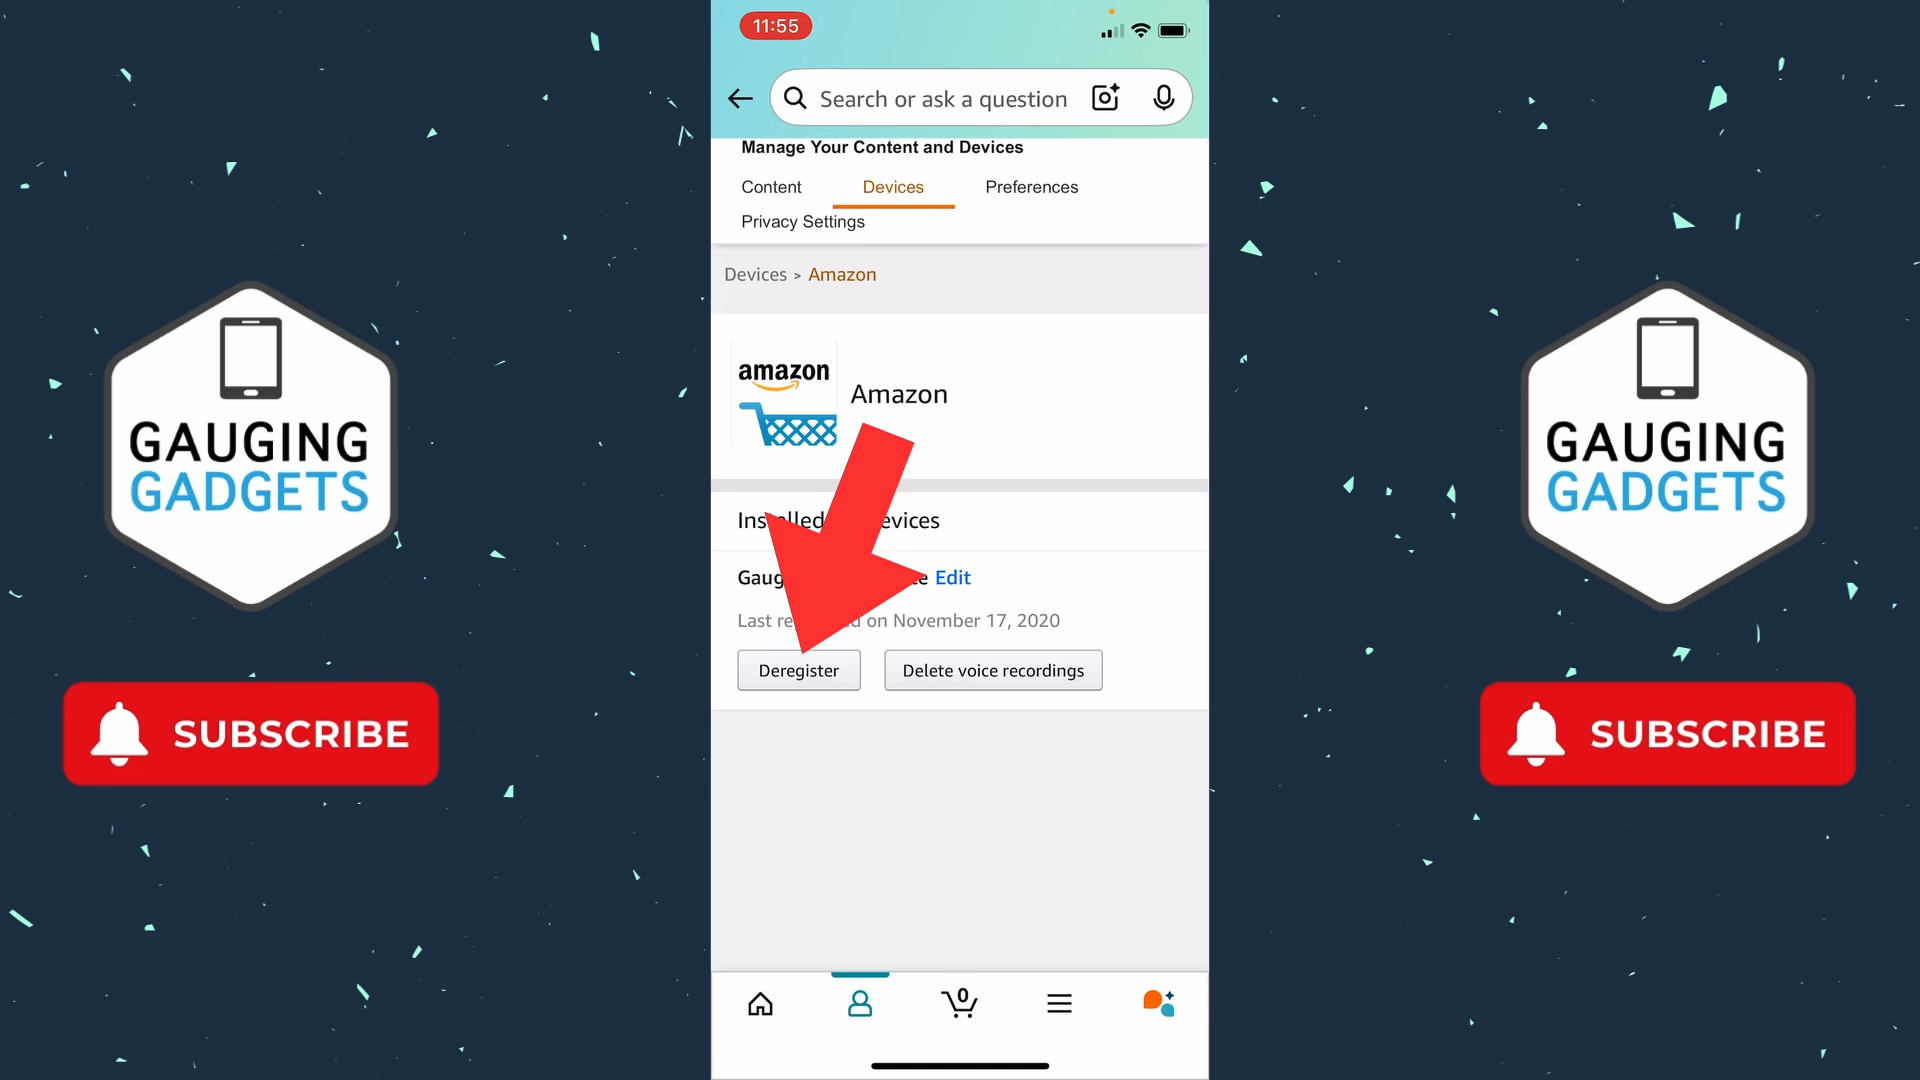 11:55
Search or ask a question
Manage Your Content and Devices
Content Devices Preferences
Privacy Settings
Devices > Amazon
amazon
Amazon
GAUGING
GADGETS
GAUGING
GADGETS
Edit
on November 17, 2020
Last
Deregister Delete voice recordings
SUBSCRIBE
SUBSCRIBE
0